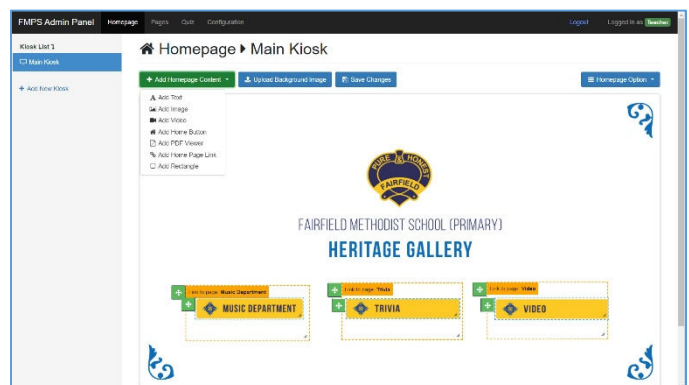 FMPS Admin Panel Homepage Pages Quiz Configuration Logout Logged in as Teacher
Kiosk List
Main Kiosk
Add New Kiosk
Homepage Main Kiosk
Add Homepage Content Upload Background Image Save Changes Homepage Option
Add Text
Add Image
Add Video
Add Home Button
Add PDF Viewer
Add Home Page Link
Add Rectangle
PURE & HONEST
FAIRFIELD
FAIRFIELD METHODIST SCHOOL (PRIMARY)
HERITAGE GALLERY
Link to page: Music Department
MUSIC DEPARTMENT
Link to page: Trivia
TRIVIA
Link to page: Video
VIDEO